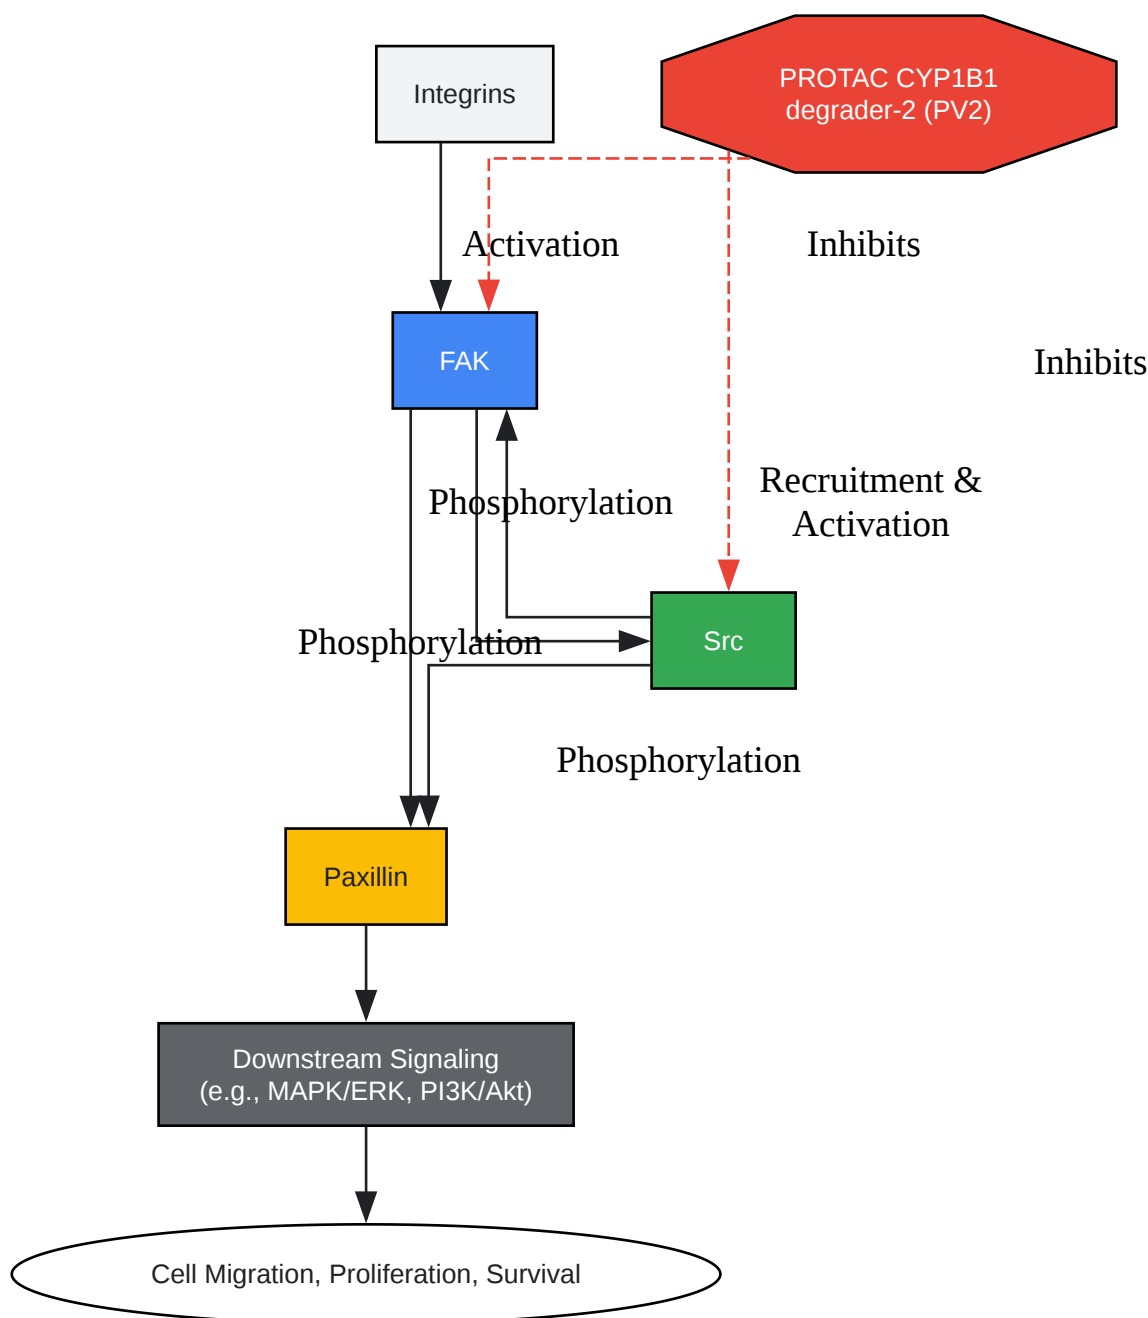 Integrins
PROTAC CYP1B1
degrader-2 (PV2)
Activation
Inhibits
FAK
Inhibits
Phosphorylation
Recruitment &
Activation
Phosphorylation
Src
Phosphorylation
Paxillin
Downstream Signaling
(e.g., MAPK/ERK, PI3K/Akt)
Cell Migration, Proliferation, Survival